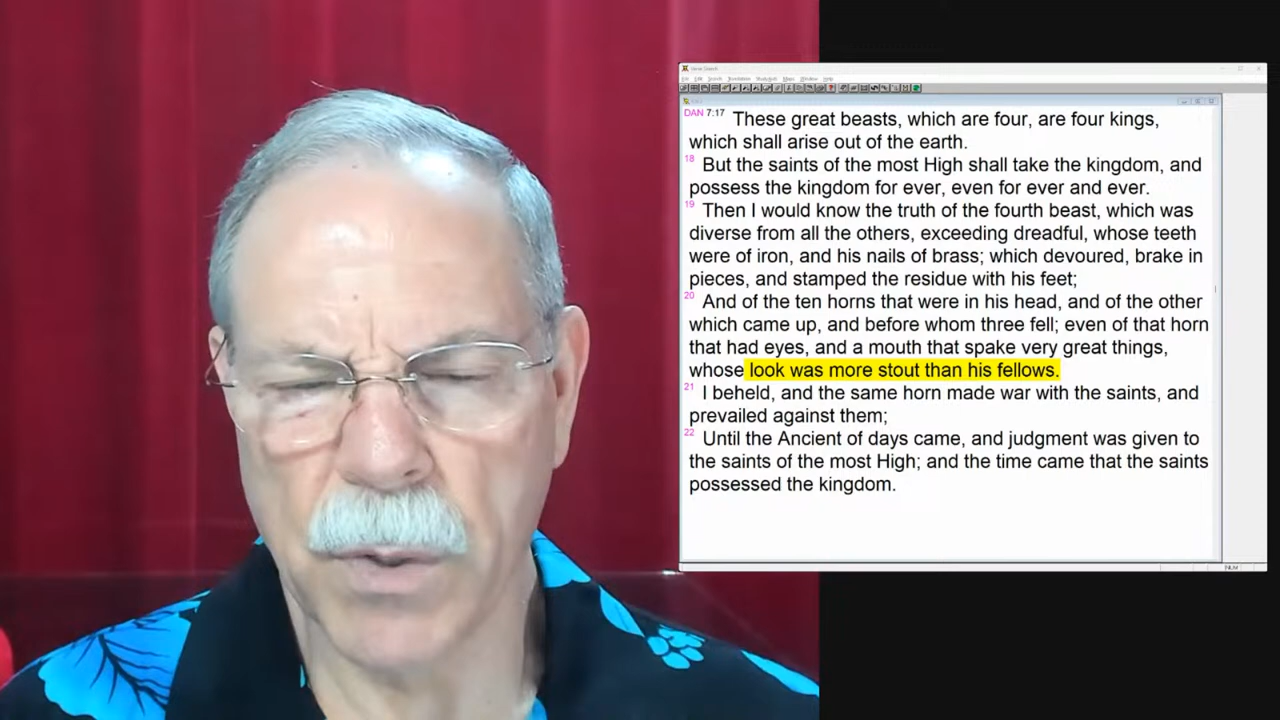 DAN 7:17 These great beasts, which are four, are four kings,
which shall arise out of the earth.
18 But the saints of the most High shall take the kingdom, and
possess the kingdom for ever, even for ever and ever.
19 Then I would know the truth of the fourth beast, which was
diverse from all the others, exceeding dreadful, whose teeth
were of iron, and his nails of brass; which devoured, brake in
pieces, and stamped the residue with his feet;
20 And of the ten horns that were in his head, and of the other
which came up, and before whom three fell; even of that horn
that had eyes, and a mouth that spake very great things,
whose look was more stout than his fellows.
21 I beheld, and the same horn made war with the saints, and
prevailed against them;
22 Until the Ancient of days came, and judgment was given to
the saints of the most High; and the time came that the saints
possessed the kingdom.
NUM